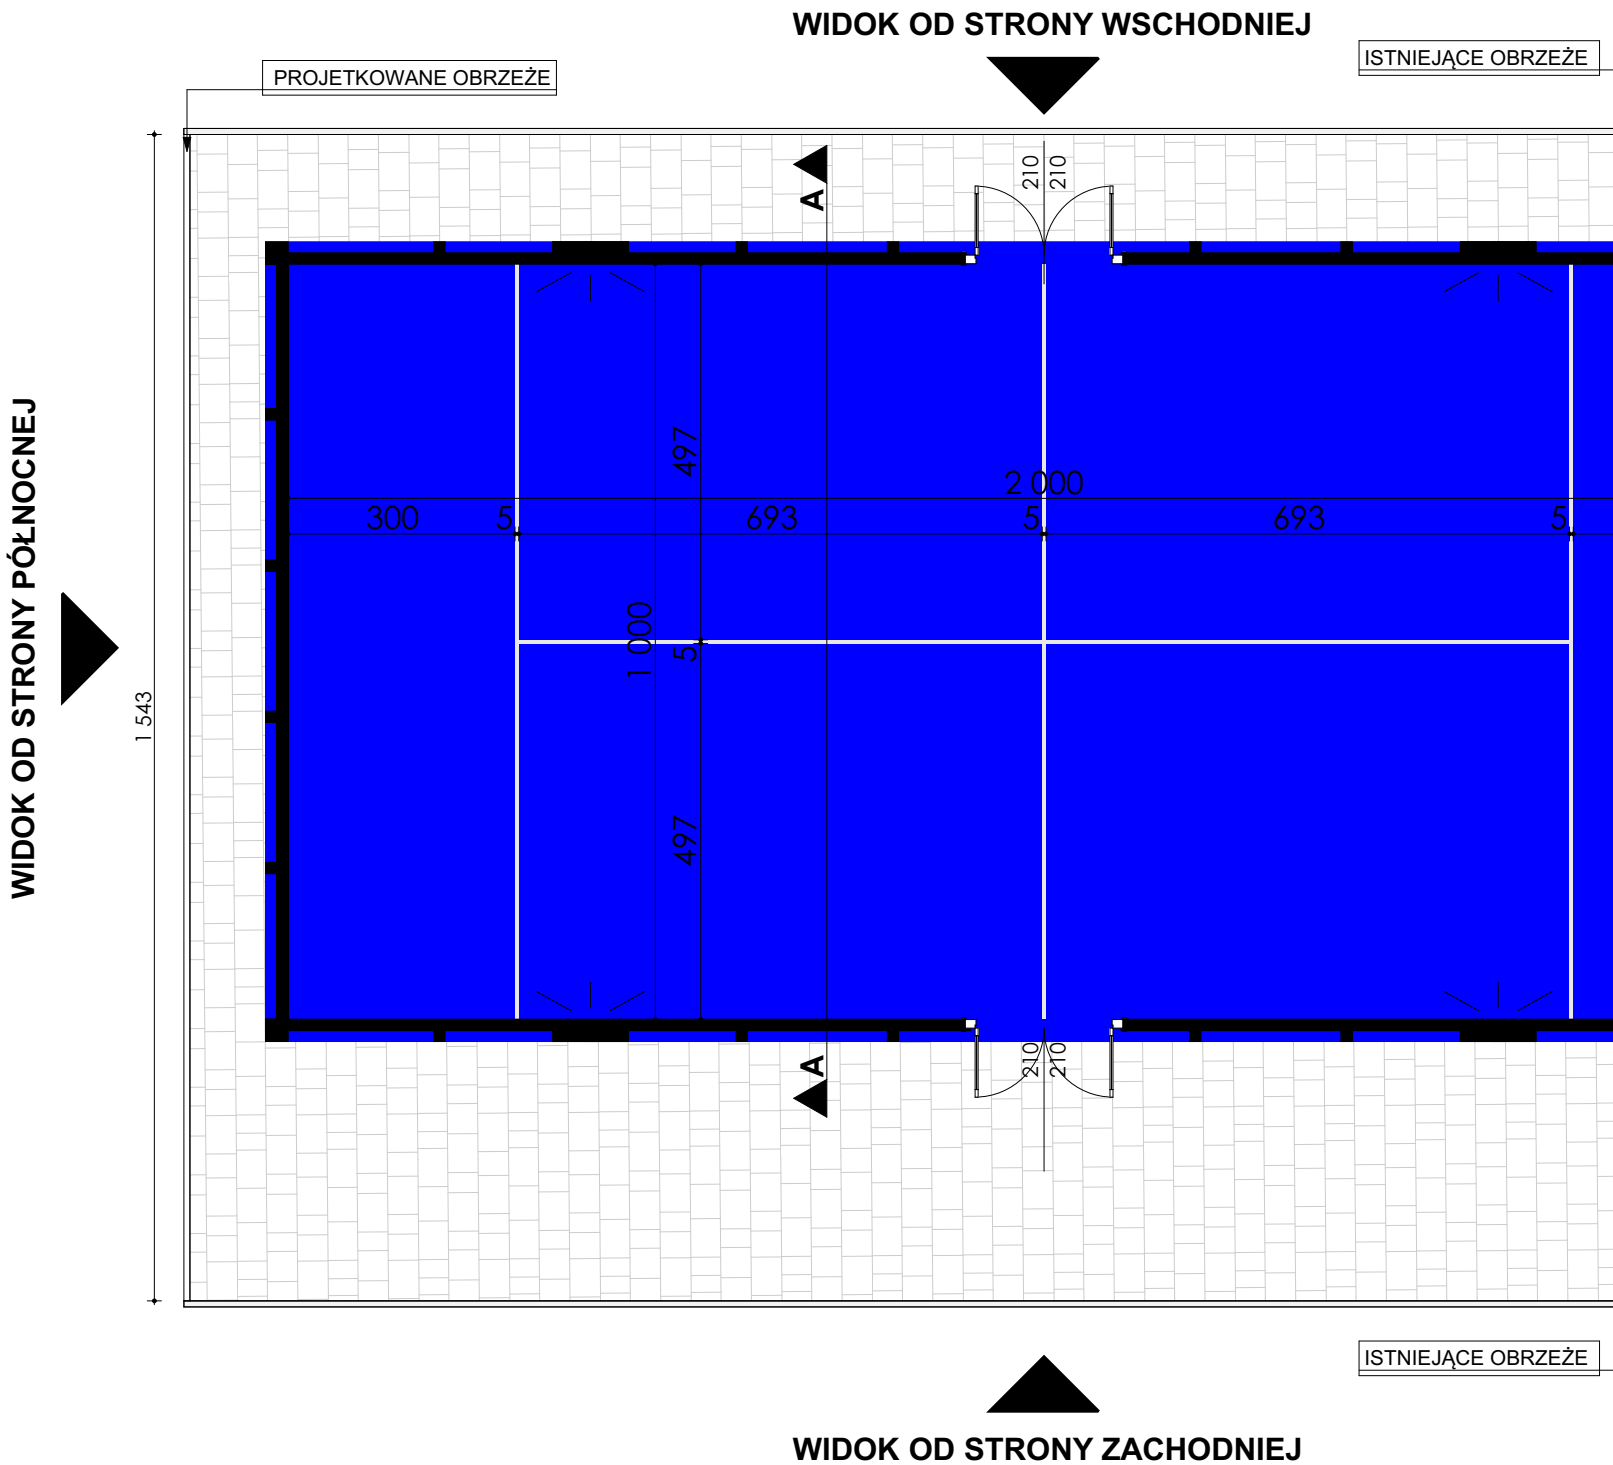 WIDOK OD STRONY WSCHODNIEJ
ISTNIEJĄCE OBRZEŻE
PROJETKOWANE OBRZEŻE
210
210
A
WIDOK OD STRONY PÓŁNOCNEJ
1 543
497
2 000
300
5
693
5
693
5
1 000
5
497
A
210
210
ISTNIEJĄCE OBRZEŻE
WIDOK OD STRONY ZACHODNIEJ